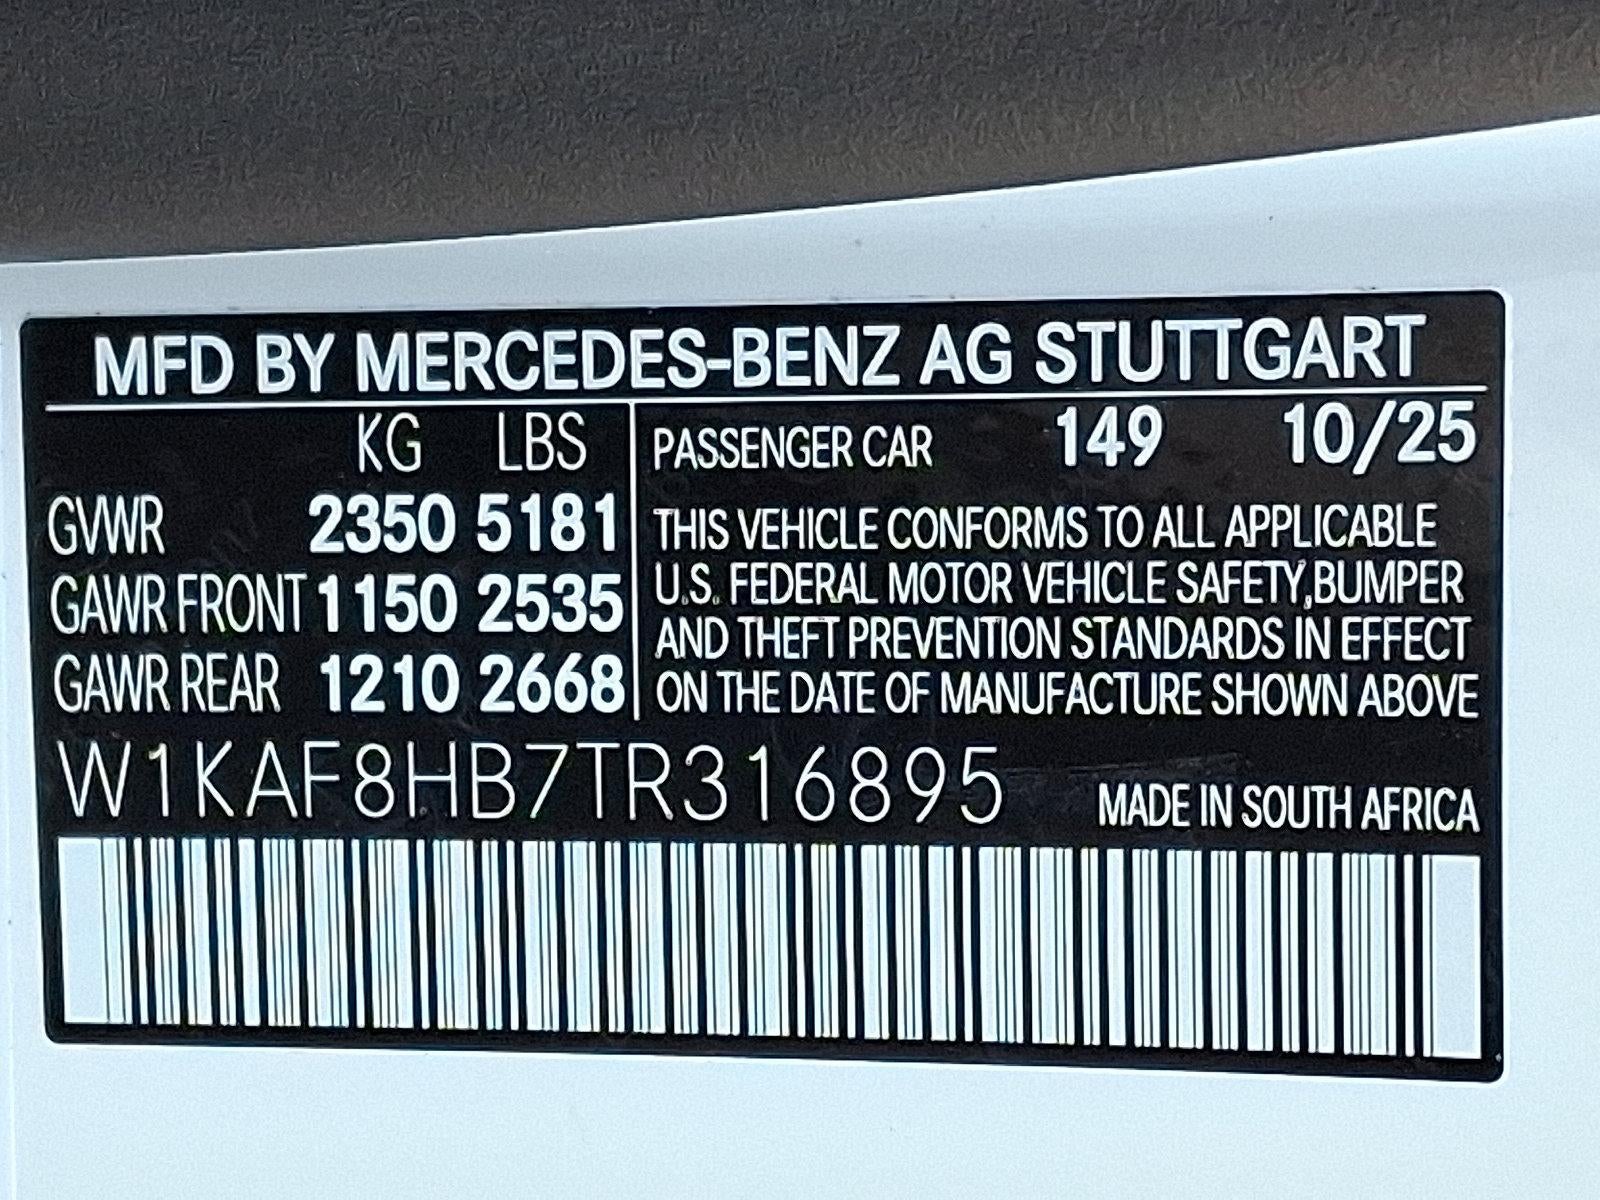 MFD BY MERCEDES-BENZ AG STUTTGART
KG LBS
GVWR 2350 5181
GAWR FRONT 1150 2535
GAWR REAR 1210 2668
PASSENGER CAR 149 10/25
THIS VEHICLE CONFORMS TO ALL APPLICABLE
U.S. FEDERAL MOTOR VEHICLE SAFETY,BUMPER
AND THEFT PREVENTION STANDARDS IN EFFECT
ON THE DATE OF MANUFACTURE SHOWN ABOVE
W1KAF8HB7TR316895
MADE IN SOUTH AFRICA